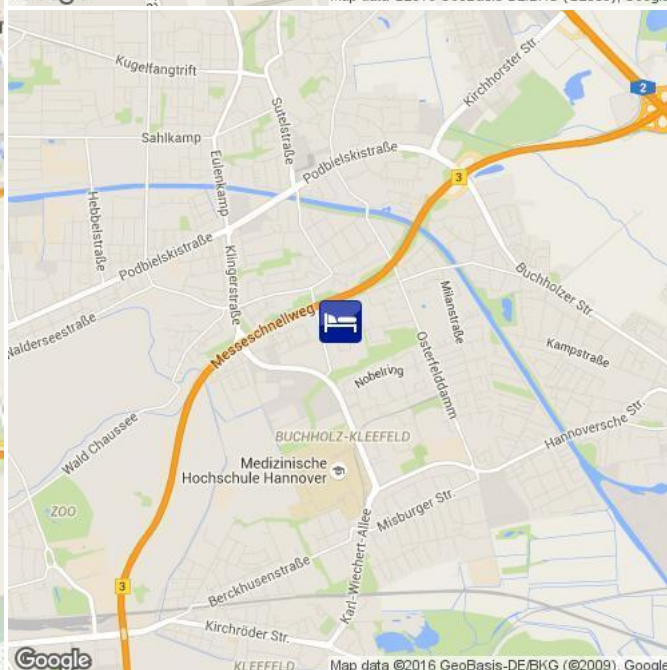 Kugelfangtrift
Kirchhorster Str.
2
Sutelstraße
Sahlkamp
Eulenkamp
Podbielskistraße
3
Hebbelstraße
Podbielskistraße
Klingerstraße
Buchholzer Str.
Milanstraße
Messeschnellweg
Walderseestraße
Osterfelddamm
Kampstraße
Nobelring
Hannoversche Str.
BUCHHOLZ-KLEEFELD
Wald Chaussee
Medizinische
Hochschule Hannover
ZOO
Misburger Str.
Karl-Wiechert-Allee
Berckhusenstraße
3
Kirchröder Str.
KLEEFELD
Google
Map data ©2016 GeoBasis-DE/BKG (©2009), Google